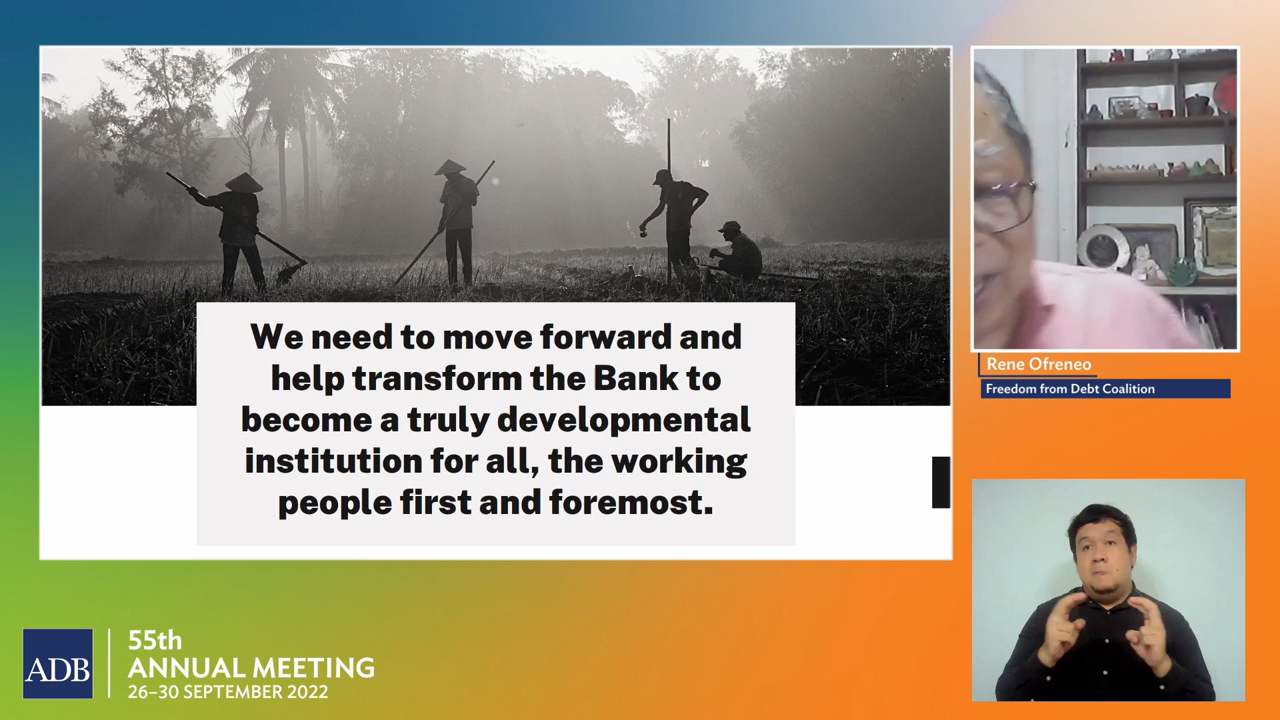 We need to move forward and
help transform the Bank to
become a truly developmental
institution for all, the working
people first and foremost.
Rene Ofreneo
Freedom from Debt Coalition
ADB
55th
ANNUAL MEETING
26–30 SEPTEMBER 2022